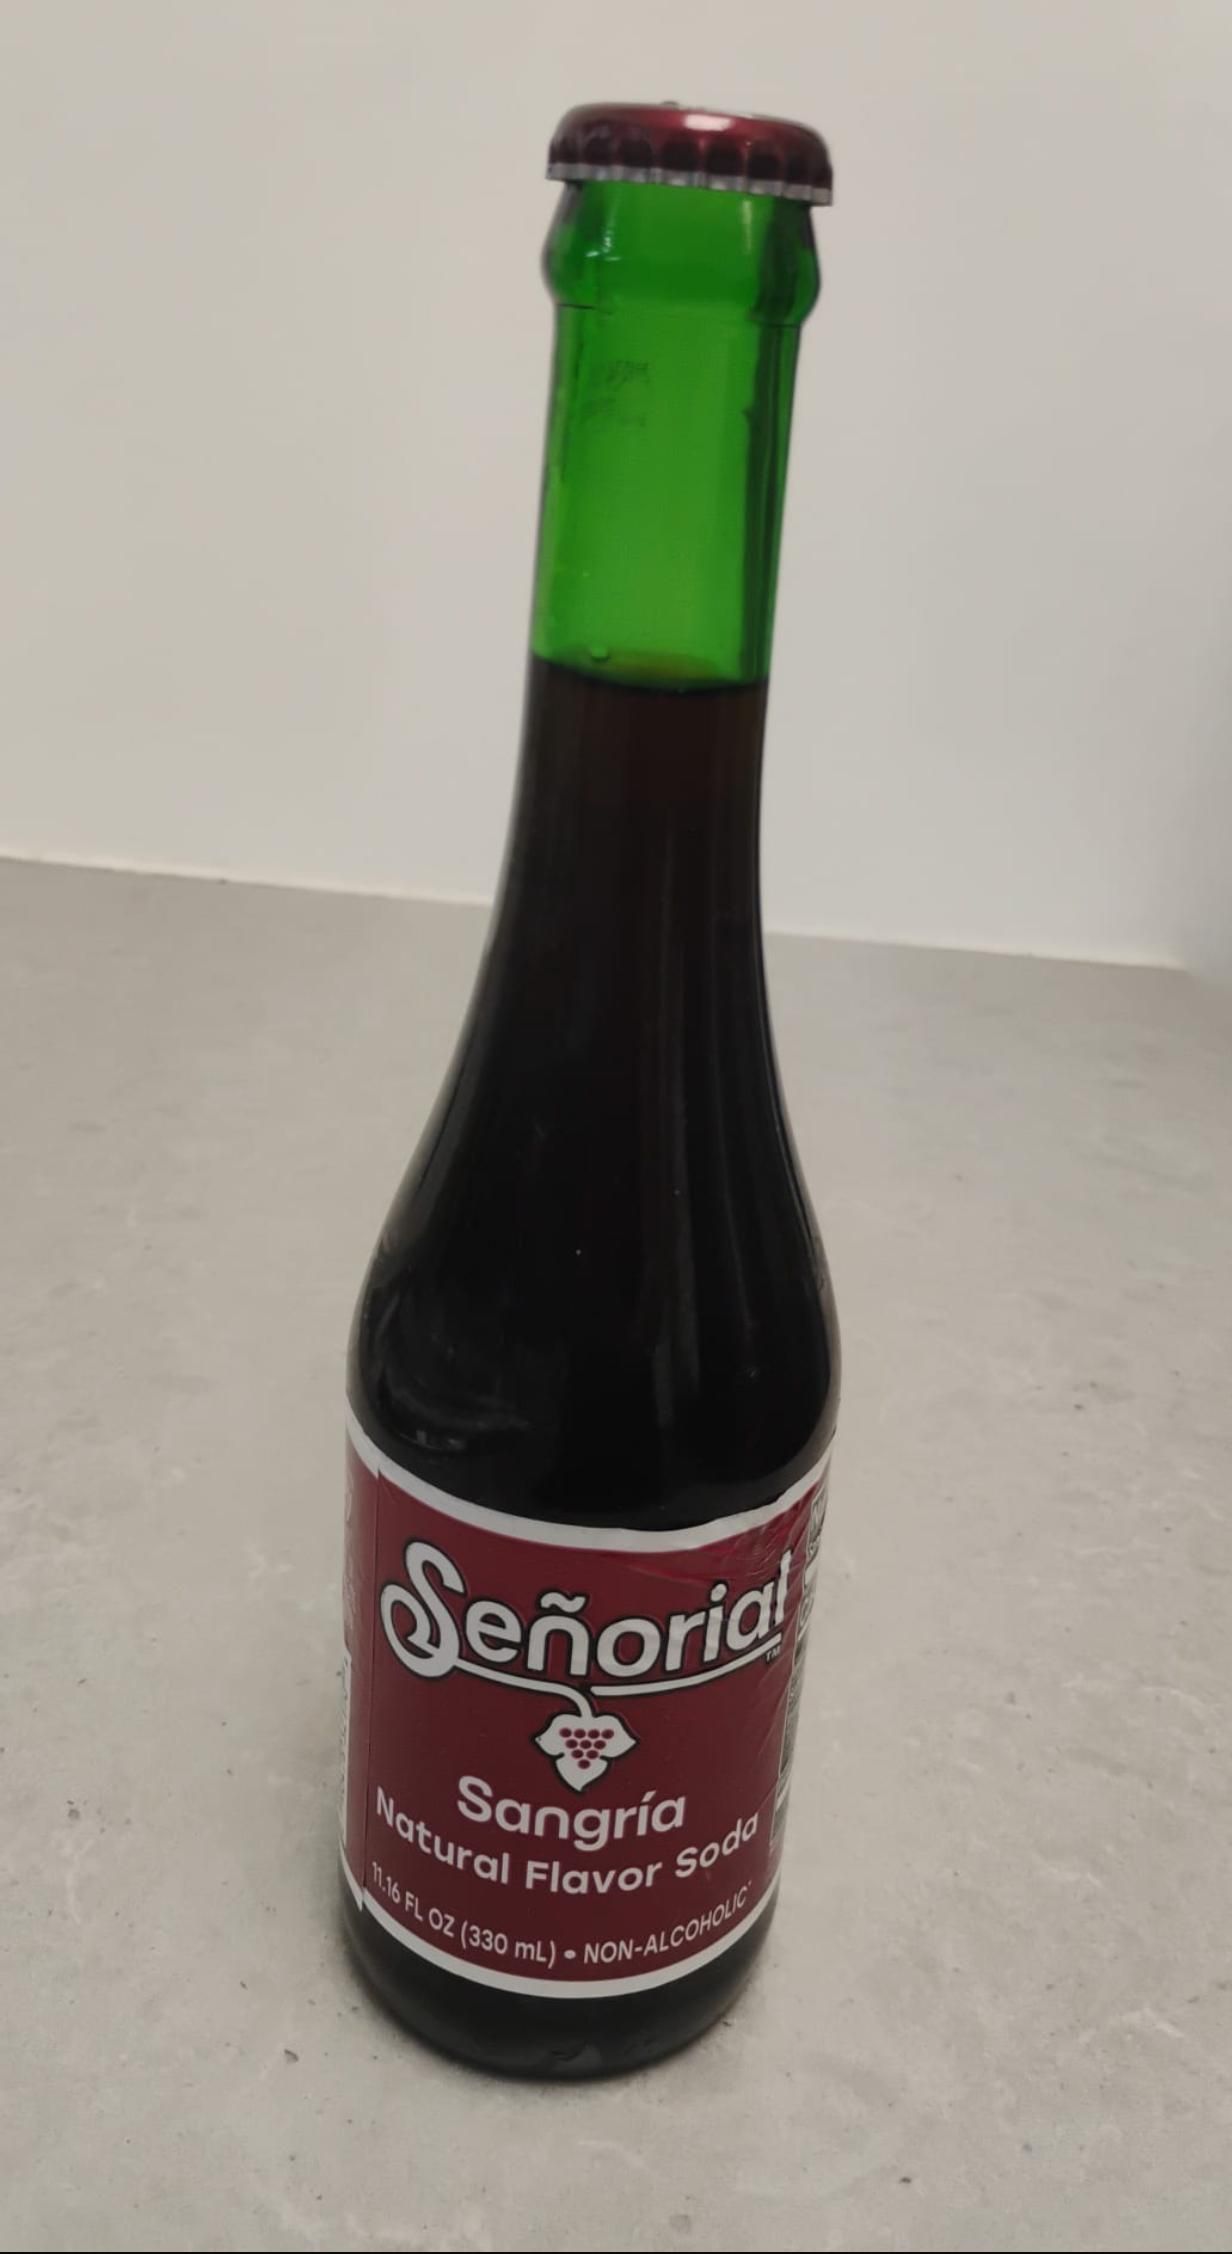 Señorial
TM
Sangría
Natural Flavor Soda
11.16 FL OZ (330 mL) • NON-ALCOHOLIC*